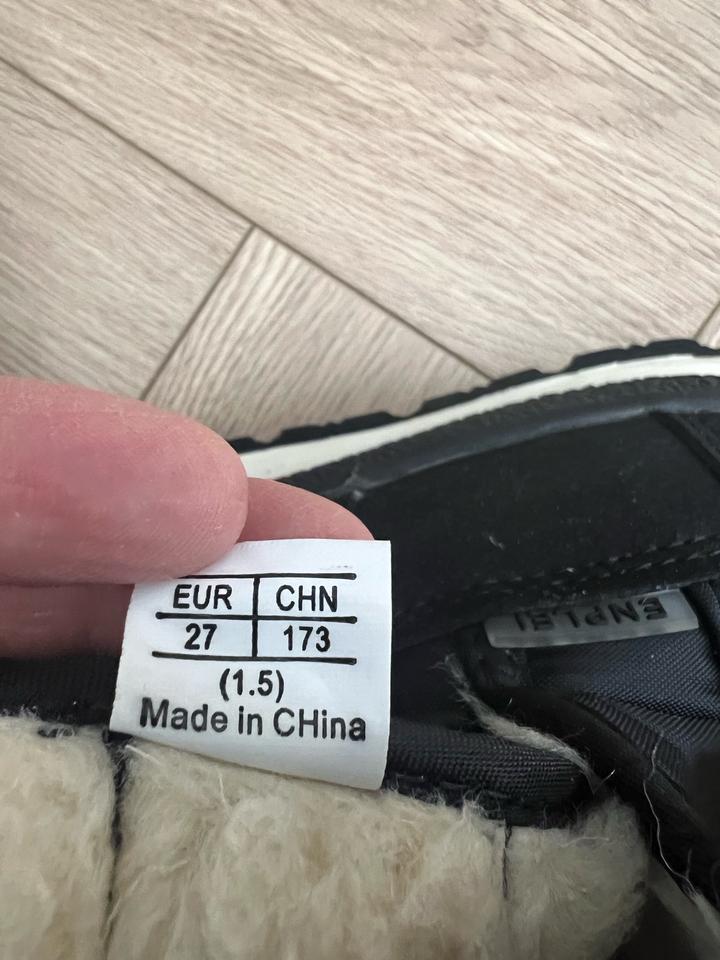 EUR CHN
27 173
(1.5)
Made in CHina
ENPLEI